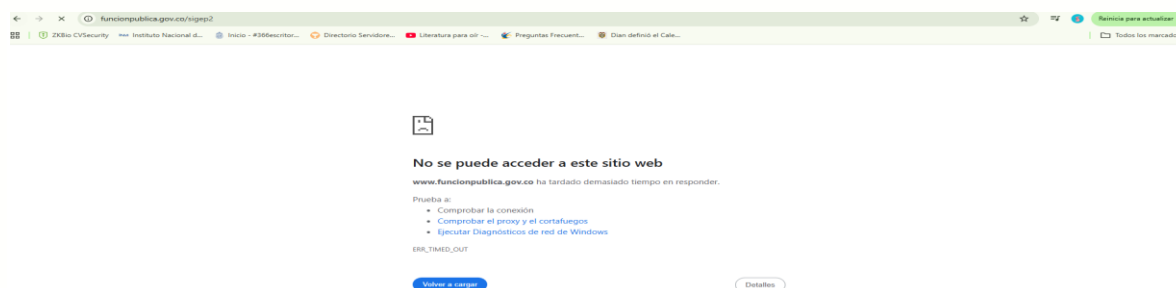 funcionpublica.gov.co/sigep2
Reinicia para actualizar
ZKBio CVSecurity
Instituto Nacional d...
Inicio - #366escritor...
Directorio Servidore...
Literatura para oír -...
Preguntas Frecuent...
Dian definió el Cale...
Todos los marcado
No se puede acceder a este sitio web
www.funcionpublica.gov.co ha tardado demasiado tiempo en responder.
Prueba a:
Comprobar la conexión
Comprobar el proxy y el cortafuegos
Ejecutar Diagnósticos de red de Windows
ERR_TIMED_OUT
Volver a cargar
Detalles